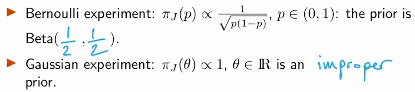 ▶ Bernoulli experiment: π_J(p) ∝ 1/√(p(1−p)), p ∈ (0, 1): the prior is
Beta(1/2, 1/2).
▶ Gaussian experiment: π_J(θ) ∝ 1, θ ∈ ℝ is an improper
prior.